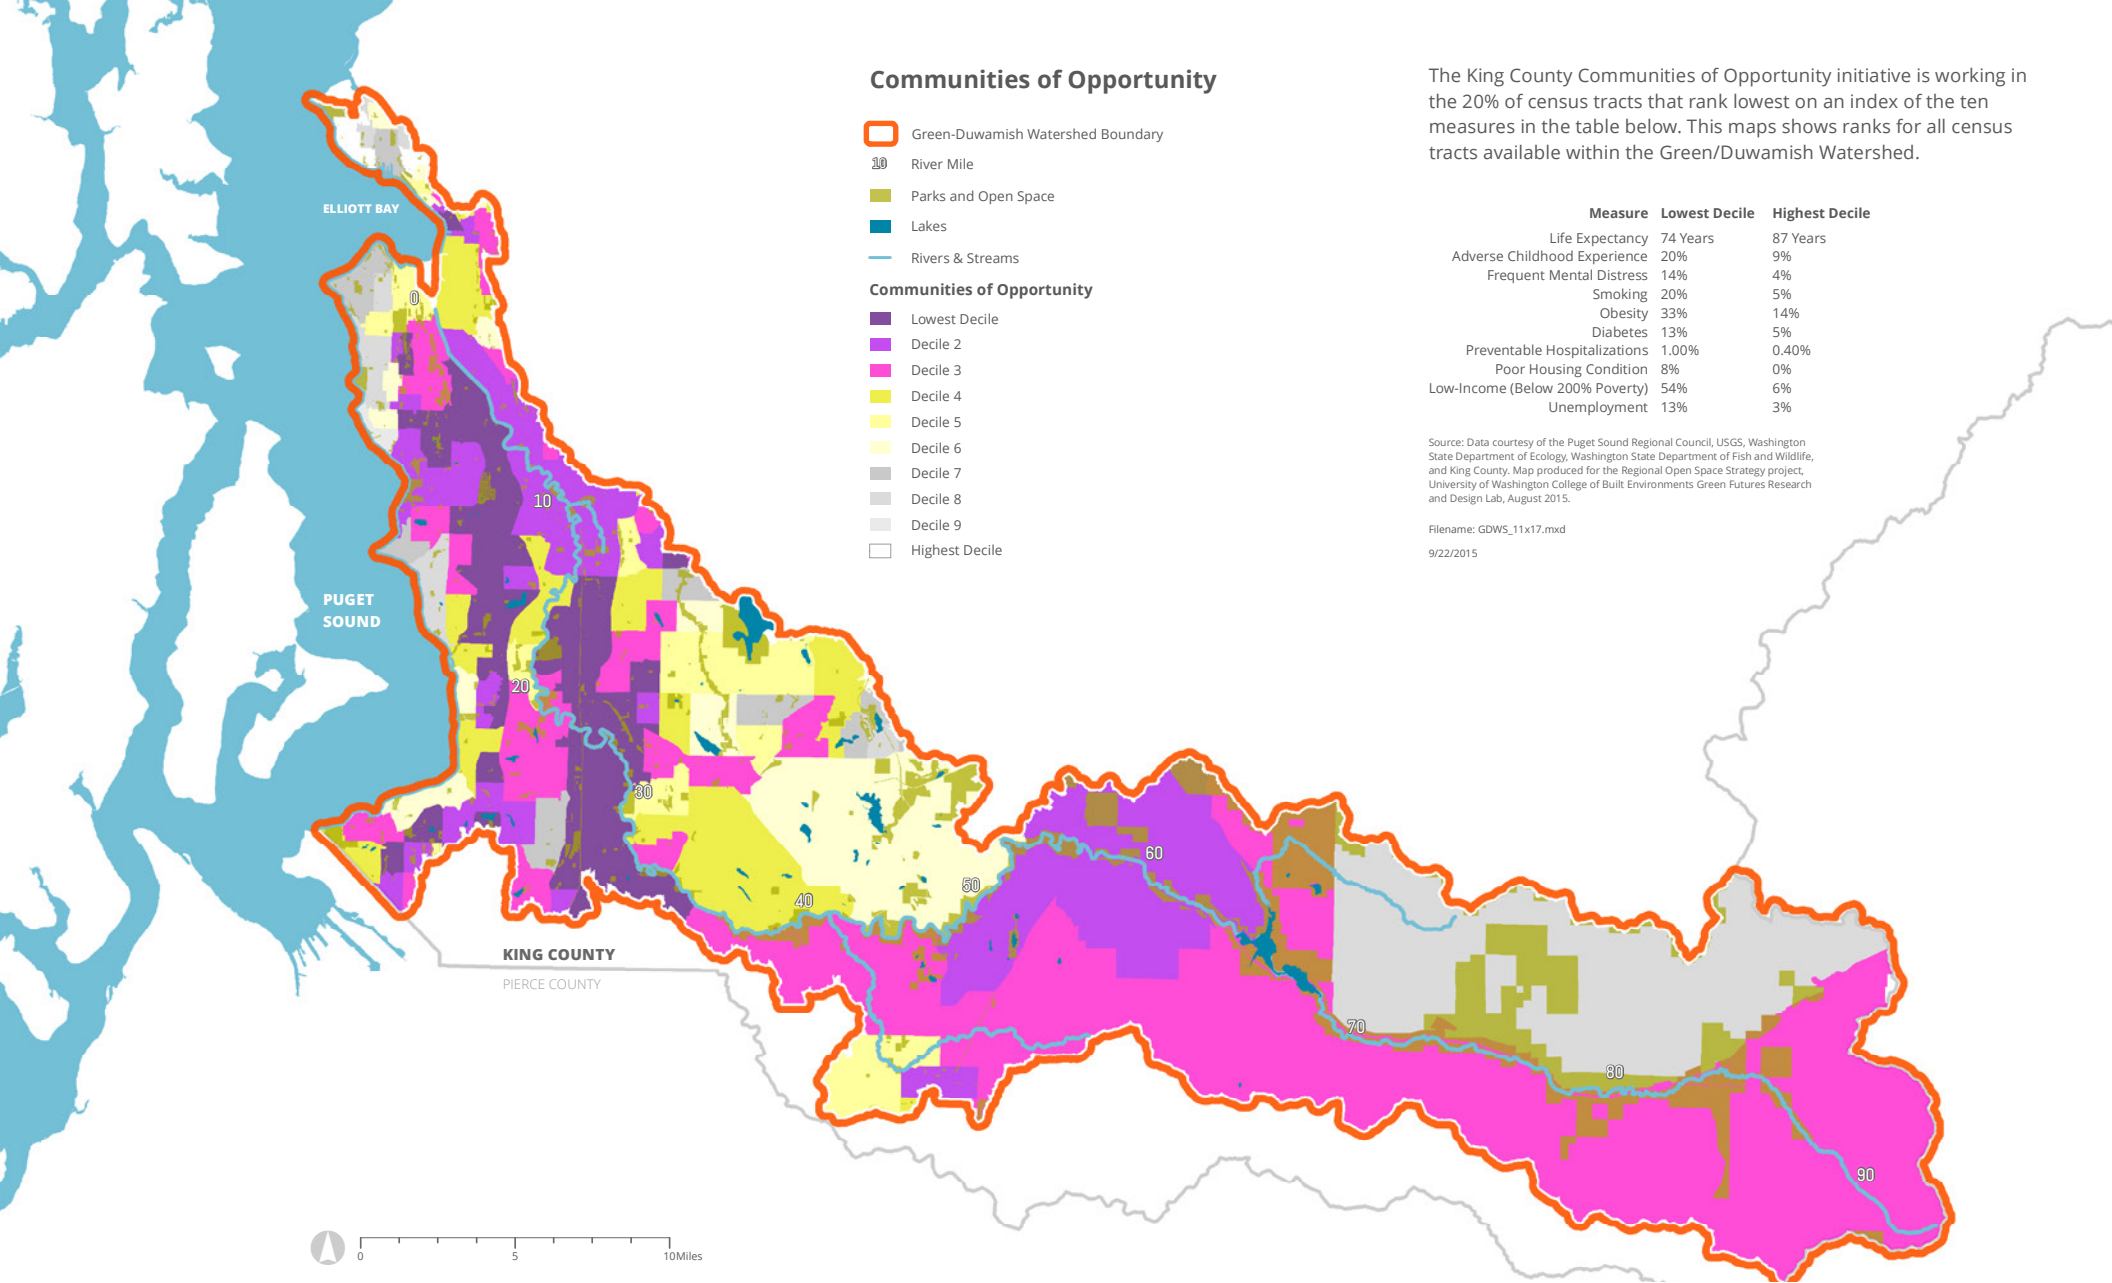 Communities of Opportunity
Green-Duwamish Watershed Boundary
10 River Mile
Parks and Open Space
Lakes
Rivers & Streams
Communities of Opportunity
Lowest Decile
Decile 2
Decile 3
Decile 4
Decile 5
Decile 6
Decile 7
Decile 8
Decile 9
Highest Decile
The King County Communities of Opportunity initiative is working in
the 20% of census tracts that rank lowest on an index of the ten
measures in the table below. This maps shows ranks for all census
tracts available within the Green/Duwamish Watershed.
Measure Lowest Decile Highest Decile
Life Expectancy 74 Years 87 Years
Adverse Childhood Experience 20% 9%
Frequent Mental Distress 14% 4%
Smoking 20% 5%
Obesity 33% 14%
Diabetes 13% 5%
Preventable Hospitalizations 1.00% 0.40%
Poor Housing Condition 8% 0%
Low-Income (Below 200% Poverty) 54% 6%
Unemployment 13% 3%
Source: Data courtesy of the Puget Sound Regional Council, USGS, Washington
State Department of Ecology, Washington State Department of Fish and Wildlife,
and King County. Map produced for the Regional Open Space Strategy project,
University of Washington College of Built Environments Green Futures Research
and Design Lab, August 2015.
Filename: GDWS_11x17.mxd
9/22/2015
ELLIOTT BAY
0
10
PUGET
SOUND
20
30
40
50
60
70
80
90
KING COUNTY
PIERCE COUNTY
0 5 10Miles